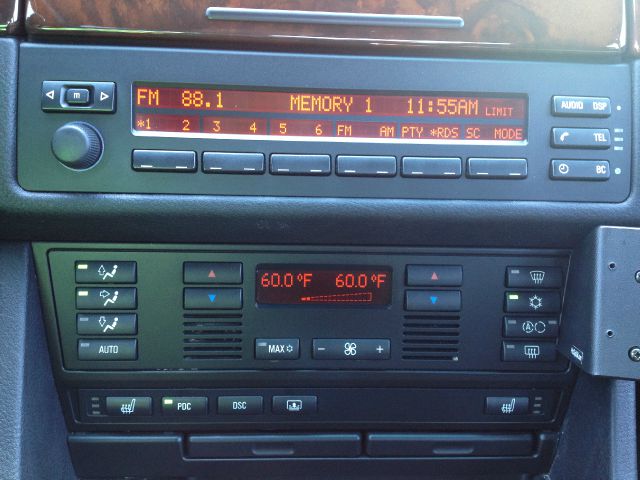 m
FM 88.1 MEMORY 1 11:55AM LIMIT
*1 2 3 4 5 6 FM AM PTY *RDS SC MODE
AUDIO DSP
TEL
BC
60.0 °F 60.0 °F
AUTO
MAX
- +
(A)
PDC
DSC